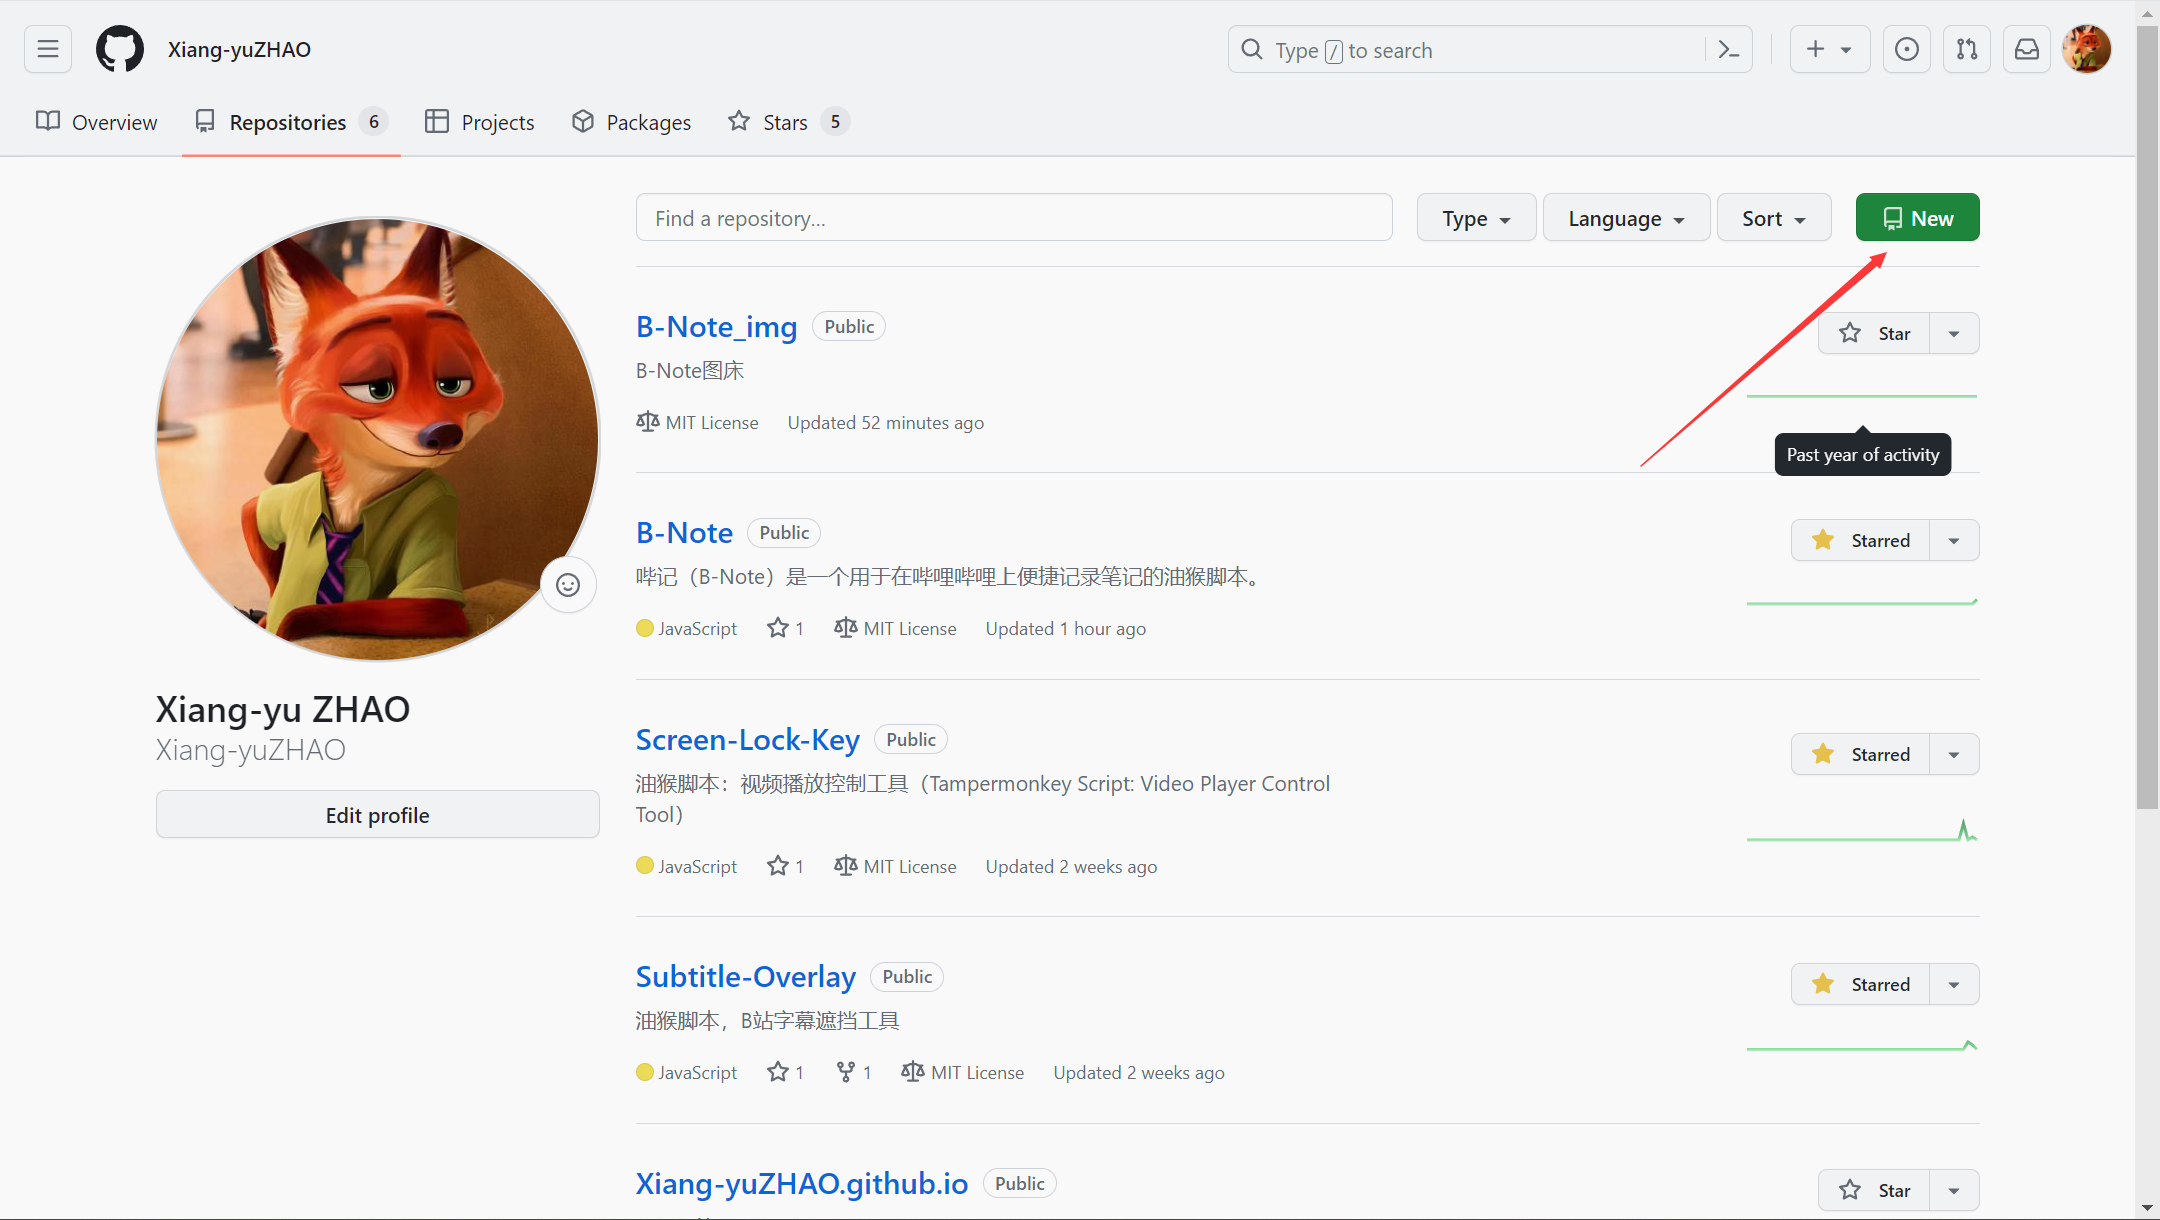 Xiang-yuZHAO
Type / to search
Overview
Repositories 6
Projects
Packages
Stars 5
Find a repository...
Type
Language
Sort
New
B-Note_img Public
Star
B-Note图床
MIT License Updated 52 minutes ago
Past year of activity
B-Note Public
Starred
哔记（B-Note）是一个用于在哔哩哔哩上便捷记录笔记的油猴脚本。
JavaScript 1 MIT License Updated 1 hour ago
Xiang-yu ZHAO
Xiang-yuZHAO
Edit profile
Screen-Lock-Key Public
Starred
油猴脚本：视频播放控制工具（Tampermonkey Script: Video Player Control
Tool）
JavaScript 1 MIT License Updated 2 weeks ago
Subtitle-Overlay Public
Starred
油猴脚本，B站字幕遮挡工具
JavaScript 1 1 MIT License Updated 2 weeks ago
Xiang-yuZHAO.github.io Public
Star